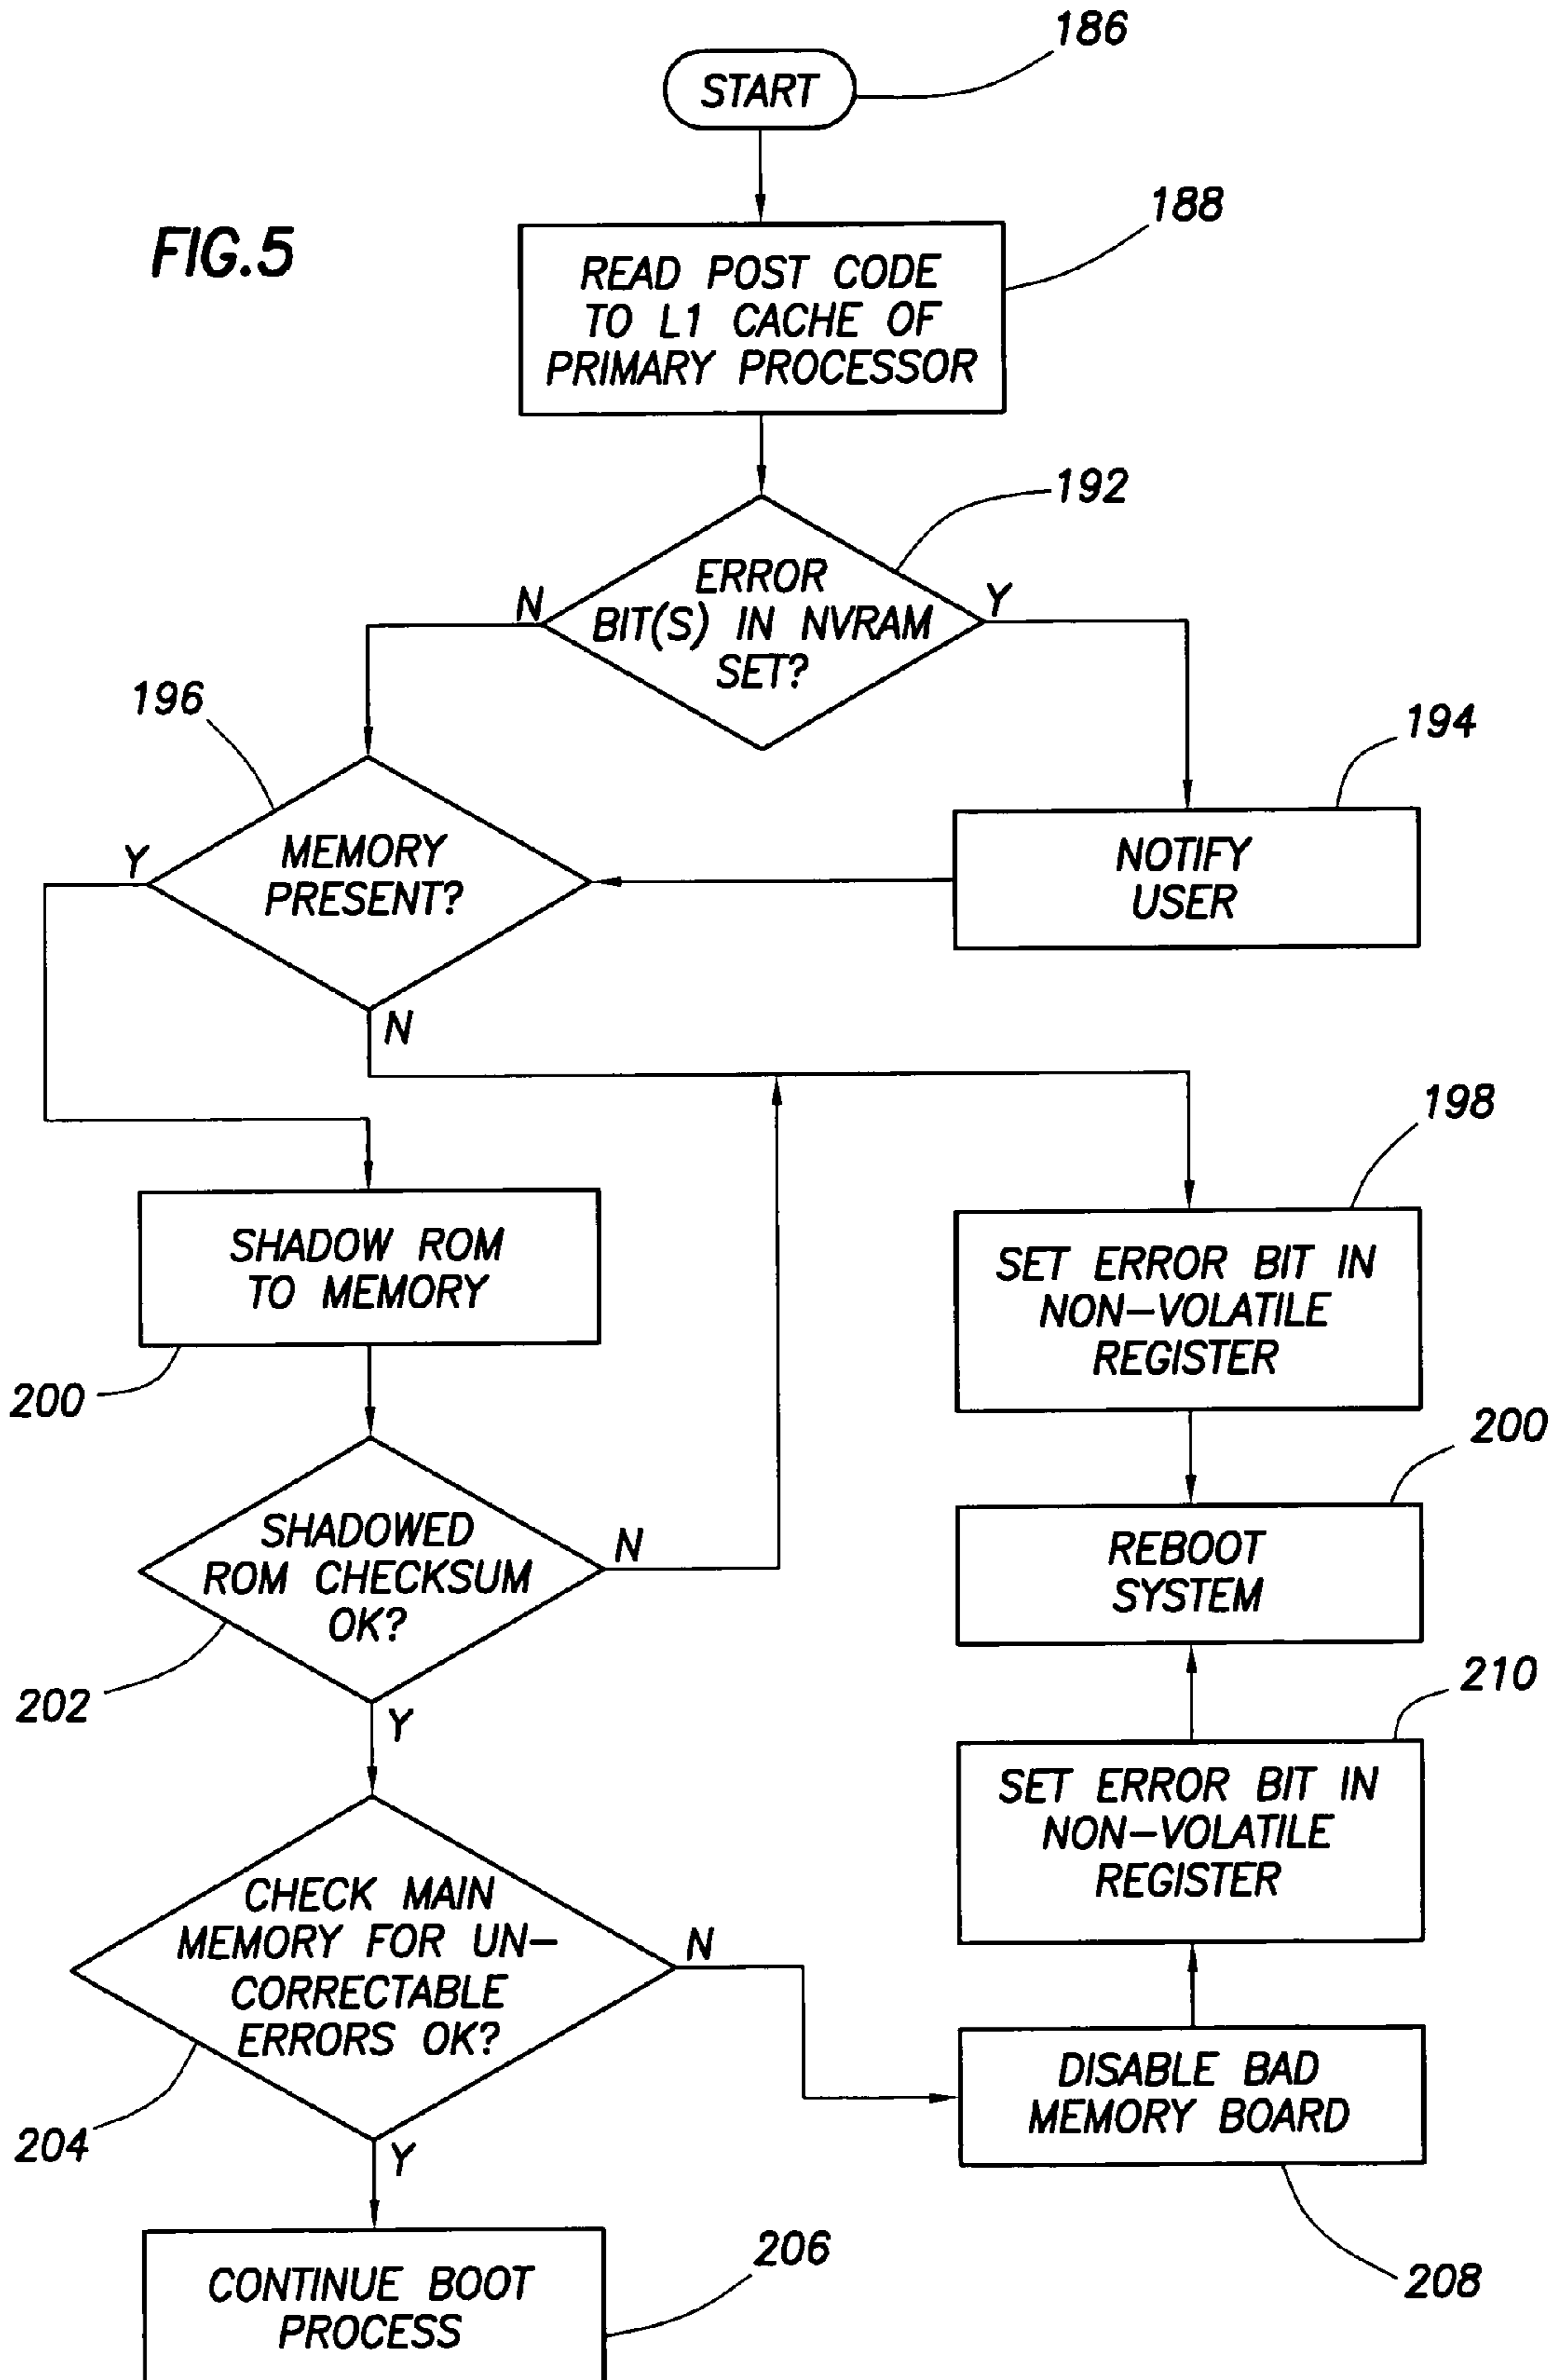 186
START
188
FIG.5
READ POST CODE
TO L1 CACHE OF
PRIMARY PROCESSOR
192
ERROR
BIT(S) IN NVRAM
SET?
N
Y
196
194
MEMORY
PRESENT?
Y
N
NOTIFY
USER
198
SHADOW ROM
TO MEMORY
200
SET ERROR BIT IN
NON-VOLATILE
REGISTER
200
SHADOWED
ROM CHECKSUM
OK?
N
Y
202
REBOOT
SYSTEM
210
SET ERROR BIT IN
NON-VOLATILE
REGISTER
CHECK MAIN
MEMORY FOR UN-
CORRECTABLE
ERRORS OK?
N
Y
204
DISABLE BAD
MEMORY BOARD
208
206
CONTINUE BOOT
PROCESS